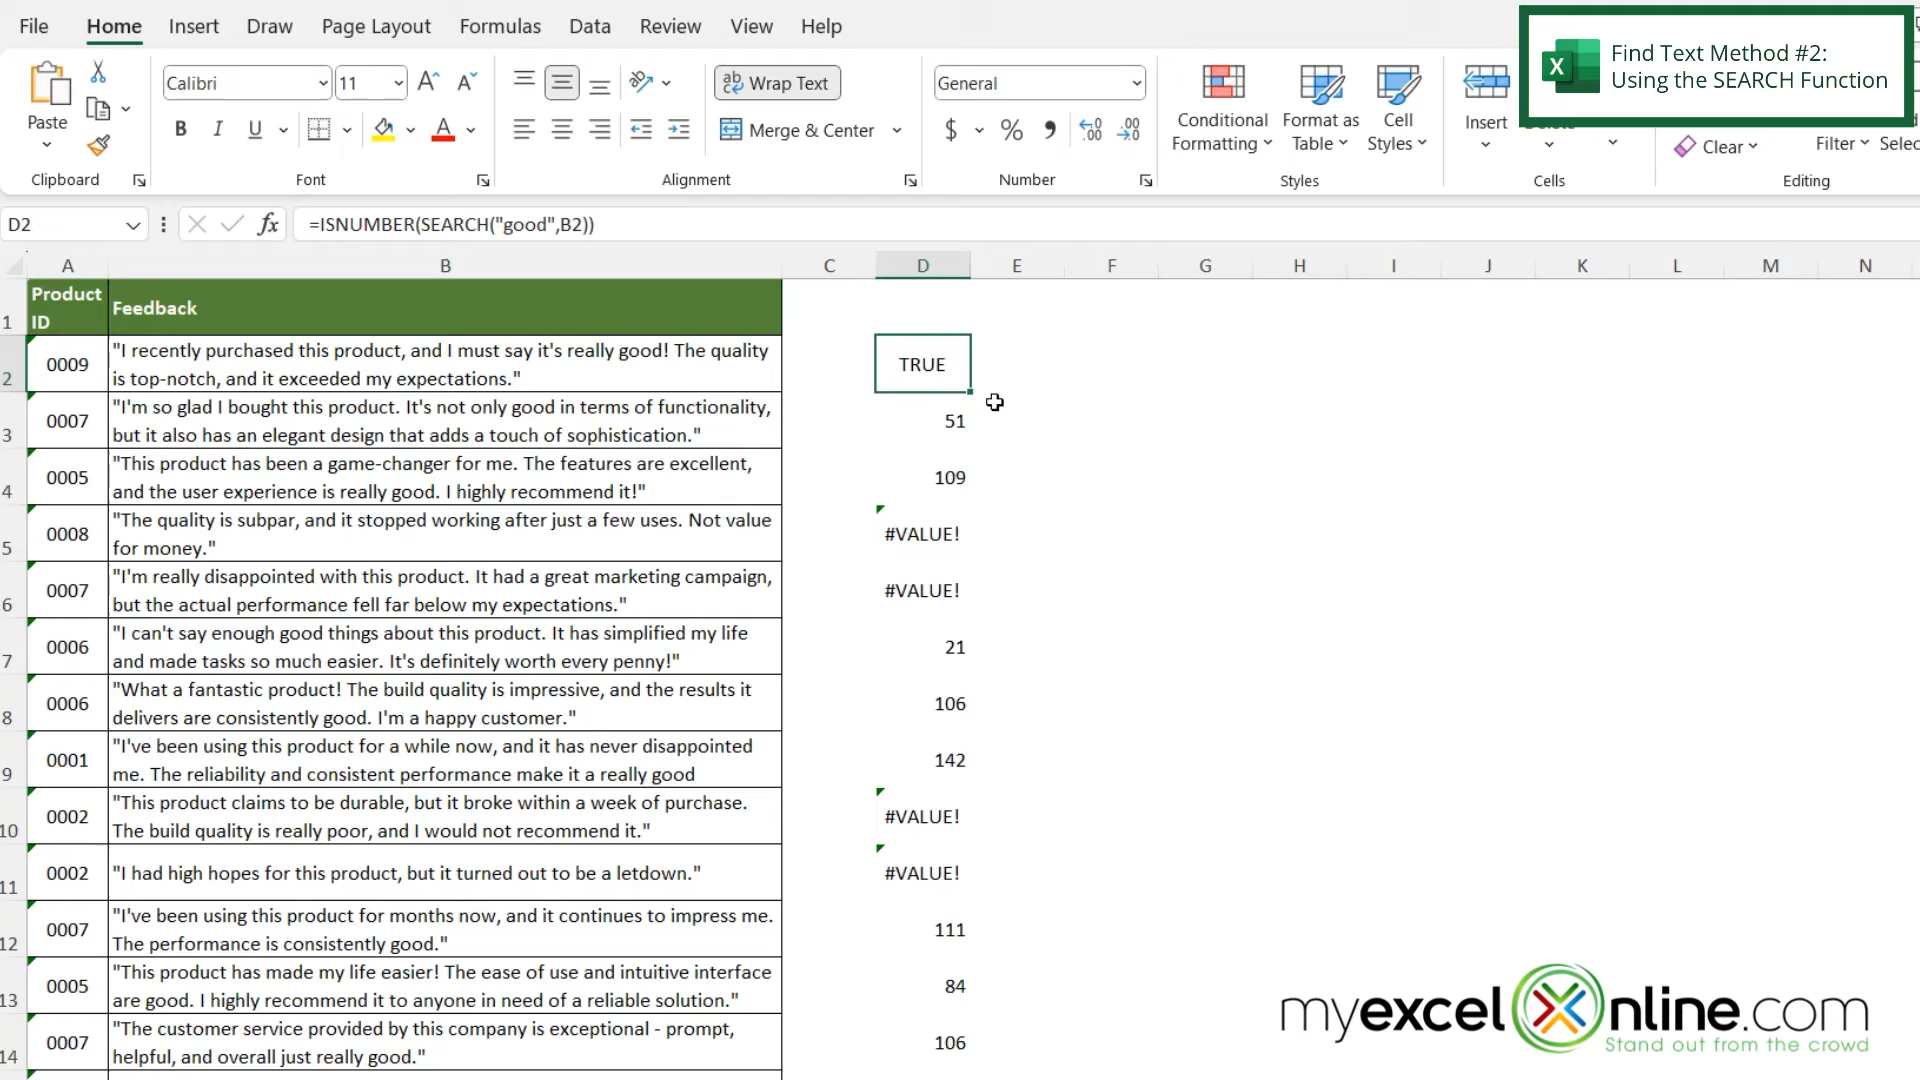 File Home Insert Draw Page Layout Formulas Data Review View Help
Find Text Method #2:
Using the SEARCH Function
Paste
Calibri 11
Wrap Text
Merge & Center
General
Conditional
Formatting
Format as
Table
Cell
Styles
Insert
Clear
Filter
Clipboard Font Alignment Number Styles Cells Editing
D2 =ISNUMBER(SEARCH("good",B2))
A B C D E F G H I J K L M N
1 Product
ID
Feedback
2 0009 "I recently purchased this product, and I must say it's really good! The quality
is top-notch, and it exceeded my expectations."
TRUE
3 0007 "I'm so glad I bought this product. It's not only good in terms of functionality,
but it also has an elegant design that adds a touch of sophistication."
51
4 0005 "This product has been a game-changer for me. The features are excellent,
and the user experience is really good. I highly recommend it!"
109
5 0008 "The quality is subpar, and it stopped working after just a few uses. Not value
for money."
#VALUE!
6 0007 "I'm really disappointed with this product. It had a great marketing campaign,
but the actual performance fell far below my expectations."
#VALUE!
7 0006 "I can't say enough good things about this product. It has simplified my life
and made tasks so much easier. It's definitely worth every penny!"
21
8 0006 "What a fantastic product! The build quality is impressive, and the results it
delivers are consistently good. I'm a happy customer."
106
9 0001 "I've been using this product for a while now, and it has never disappointed
me. The reliability and consistent performance make it a really good
142
10 0002 "This product claims to be durable, but it broke within a week of purchase.
The build quality is really poor, and I would not recommend it."
#VALUE!
11 0002 "I had high hopes for this product, but it turned out to be a letdown."
#VALUE!
12 0007 "I've been using this product for months now, and it continues to impress me.
The performance is consistently good."
111
13 0005 "This product has made my life easier! The ease of use and intuitive interface
are good. I highly recommend it to anyone in need of a reliable solution."
84
14 0007 "The customer service provided by this company is exceptional - prompt,
helpful, and overall just really good."
106
myexcelOnline.com
Stand out from the crowd